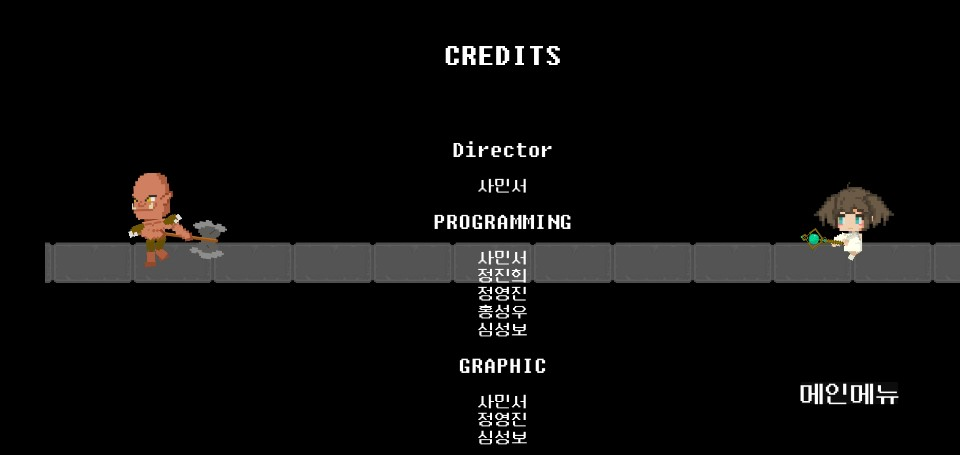 CREDITS
Director
사민서
PROGRAMMING
사민서
정진희
정영진
홍성우
심성보
GRAPHIC
사민서
정영진
심성보
메인메뉴